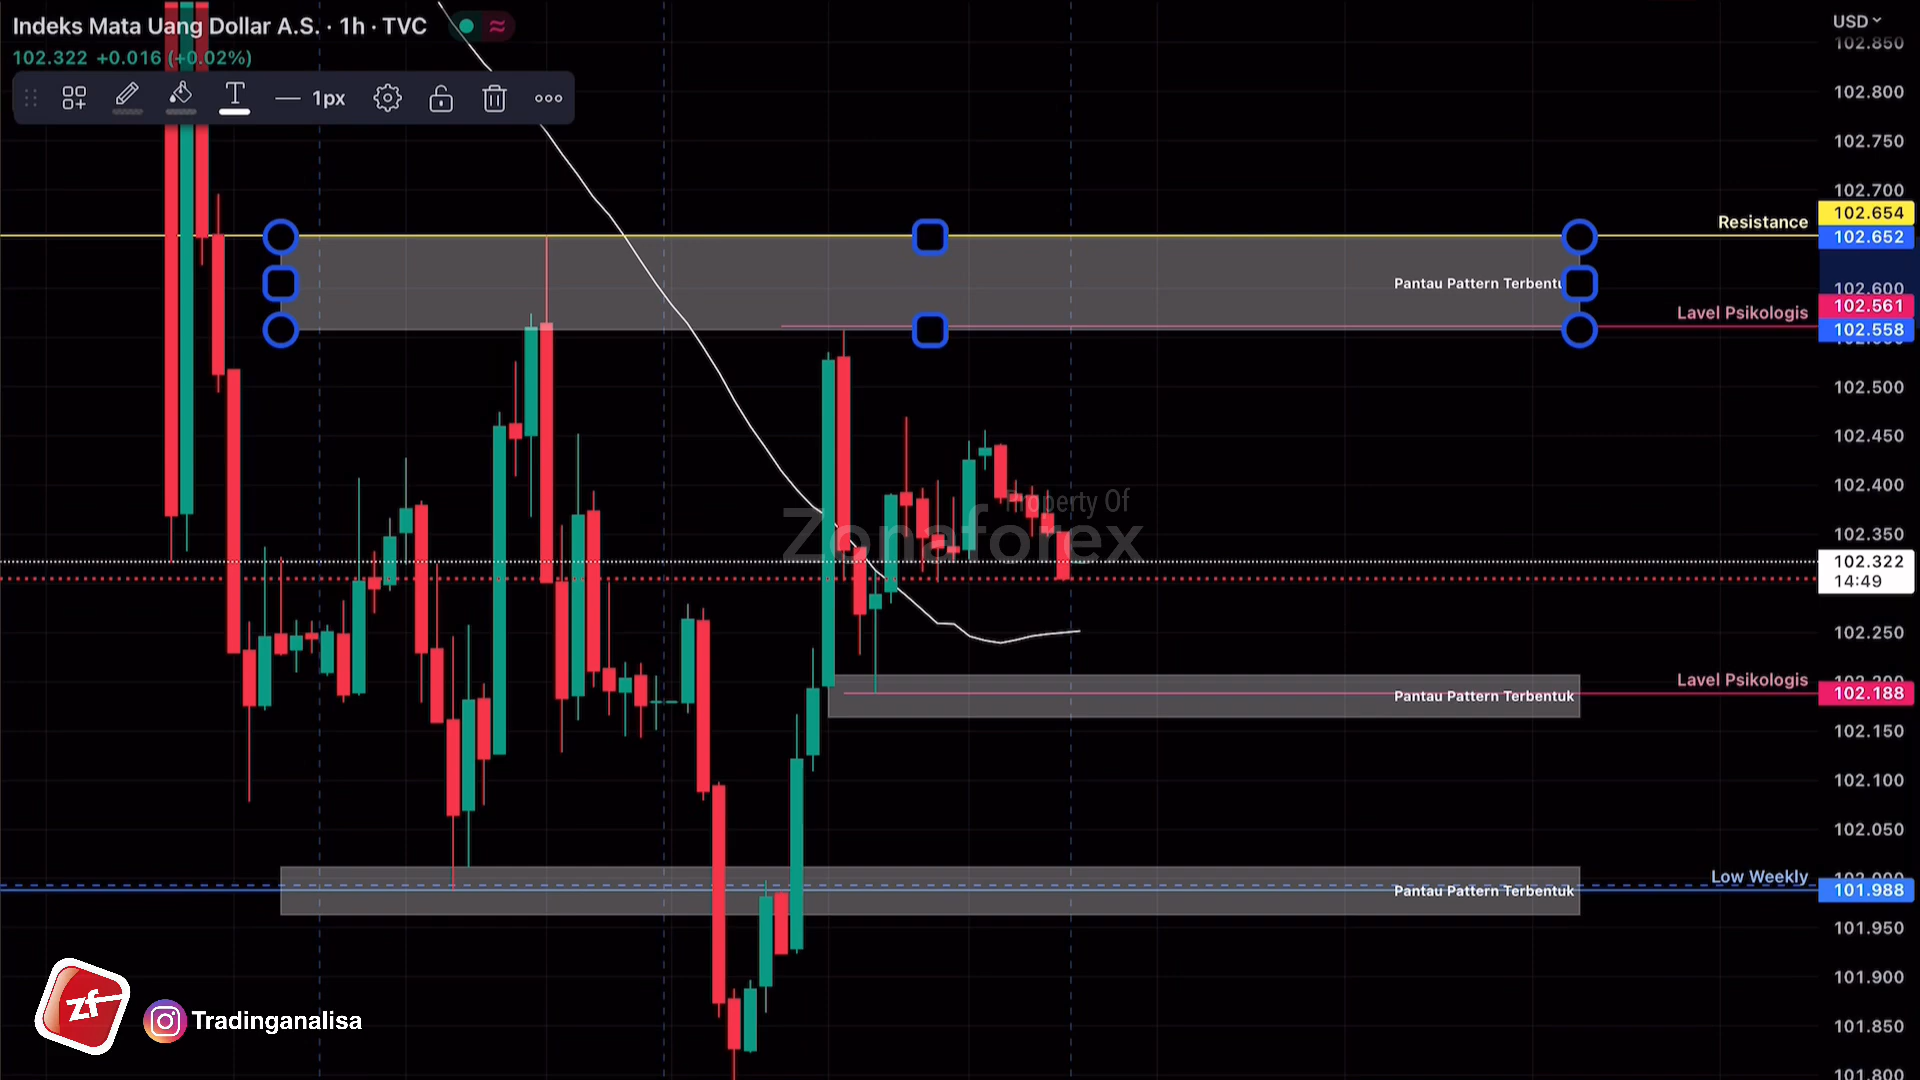 Indeks Mata Uang Dollar A.S. · 1h · TVC
102.322 +0.016 (+0.02%)
T
1px
USD
102.850
102.800
102.750
102.700
Resistance
102.654
102.652
Pantau Pattern Terbentu
102.600
Lavel Psikologis
102.561
102.558
102.500
102.450
102.400
Property Of
Zonaforex
102.350
102.322
14:49
102.250
Lavel Psikologis
Pantau Pattern Terbentuk
102.188
102.150
102.100
102.050
Low Weekly
Pantau Pattern Terbentuk
101.988
101.950
101.900
zf
Tradinganalisa
101.850
101.800